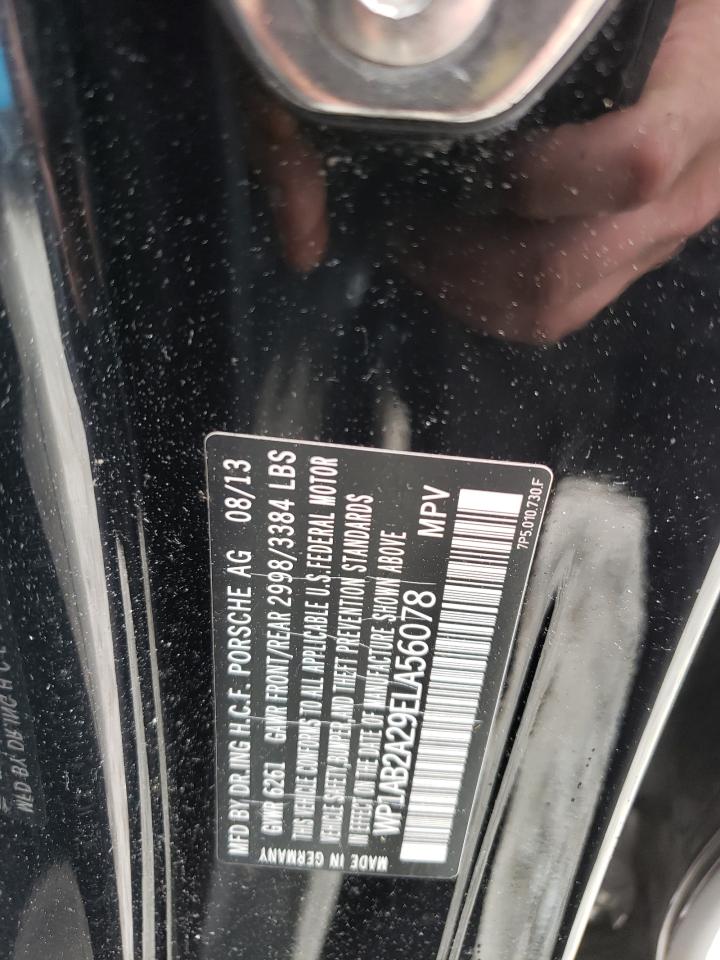 MFD BY DR.ING H.C.F. PORSCHE AG 08/13
GVWR 6261 GAWR FRONT/REAR 2998/3384 LBS
THIS VEHICLE CONFORMS TO ALL APPLICABLE U.S.FEDERAL MOTOR
VEHICLE SAFETY, BUMPER, AND THEFT PREVENTION STANDARDS
IN EFFECT ON THE DATE OF MANUFACTURE SHOWN ABOVE
WP1AB2A29ELA56078 MPV
MADE IN GERMANY
7P5.010.730.F